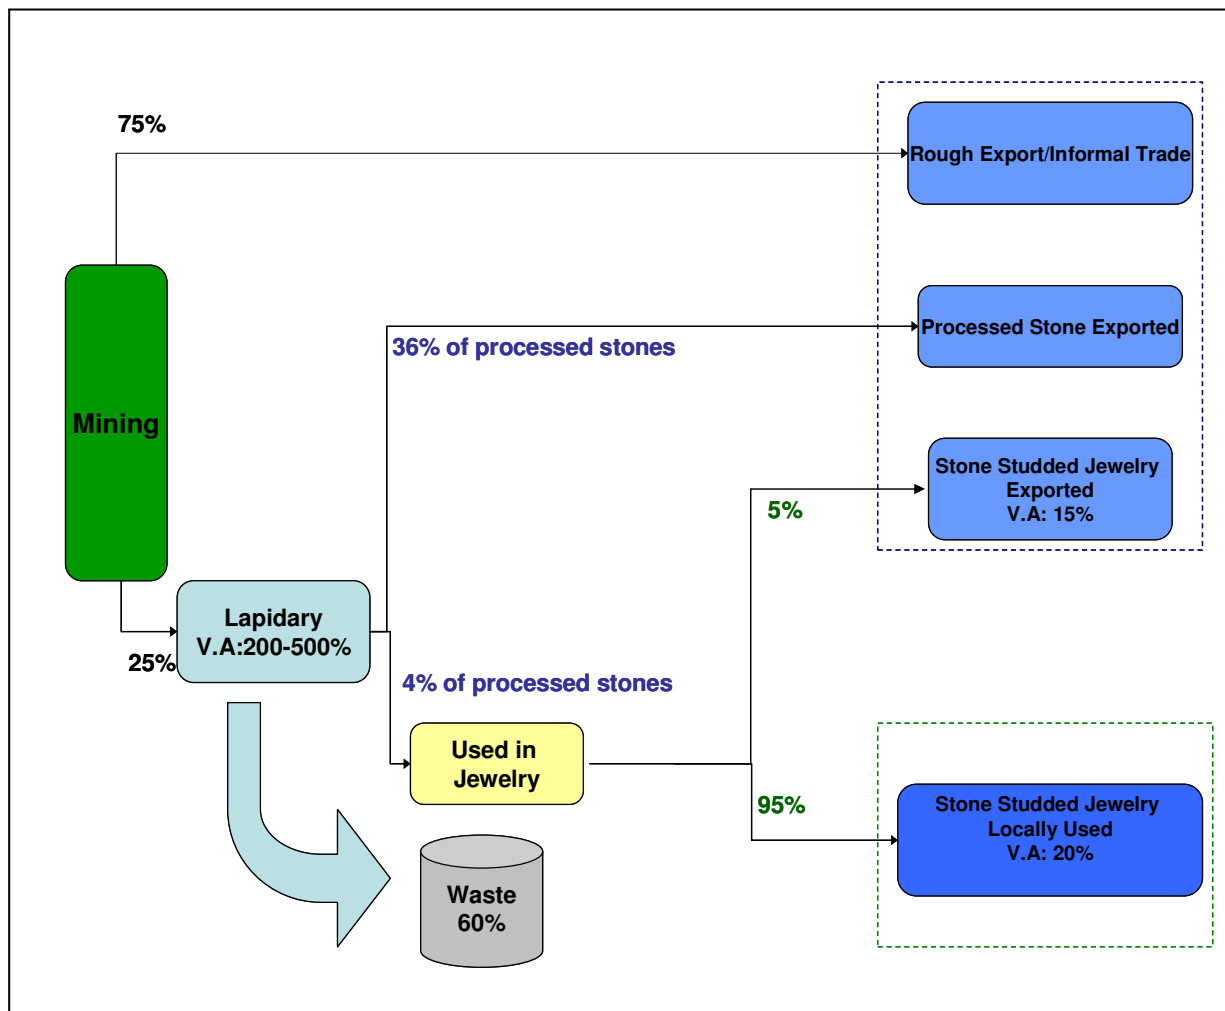 75%
Rough Export/Informal Trade
36% of processed stones
Processed Stone Exported
Mining
Stone Studded Jewelry
Exported
V.A: 15%
5%
Lapidary
V.A:200-500%
25%
4% of processed stones
Used in
Jewelry
95%
Stone Studded Jewelry
Locally Used
V.A: 20%
Waste
60%